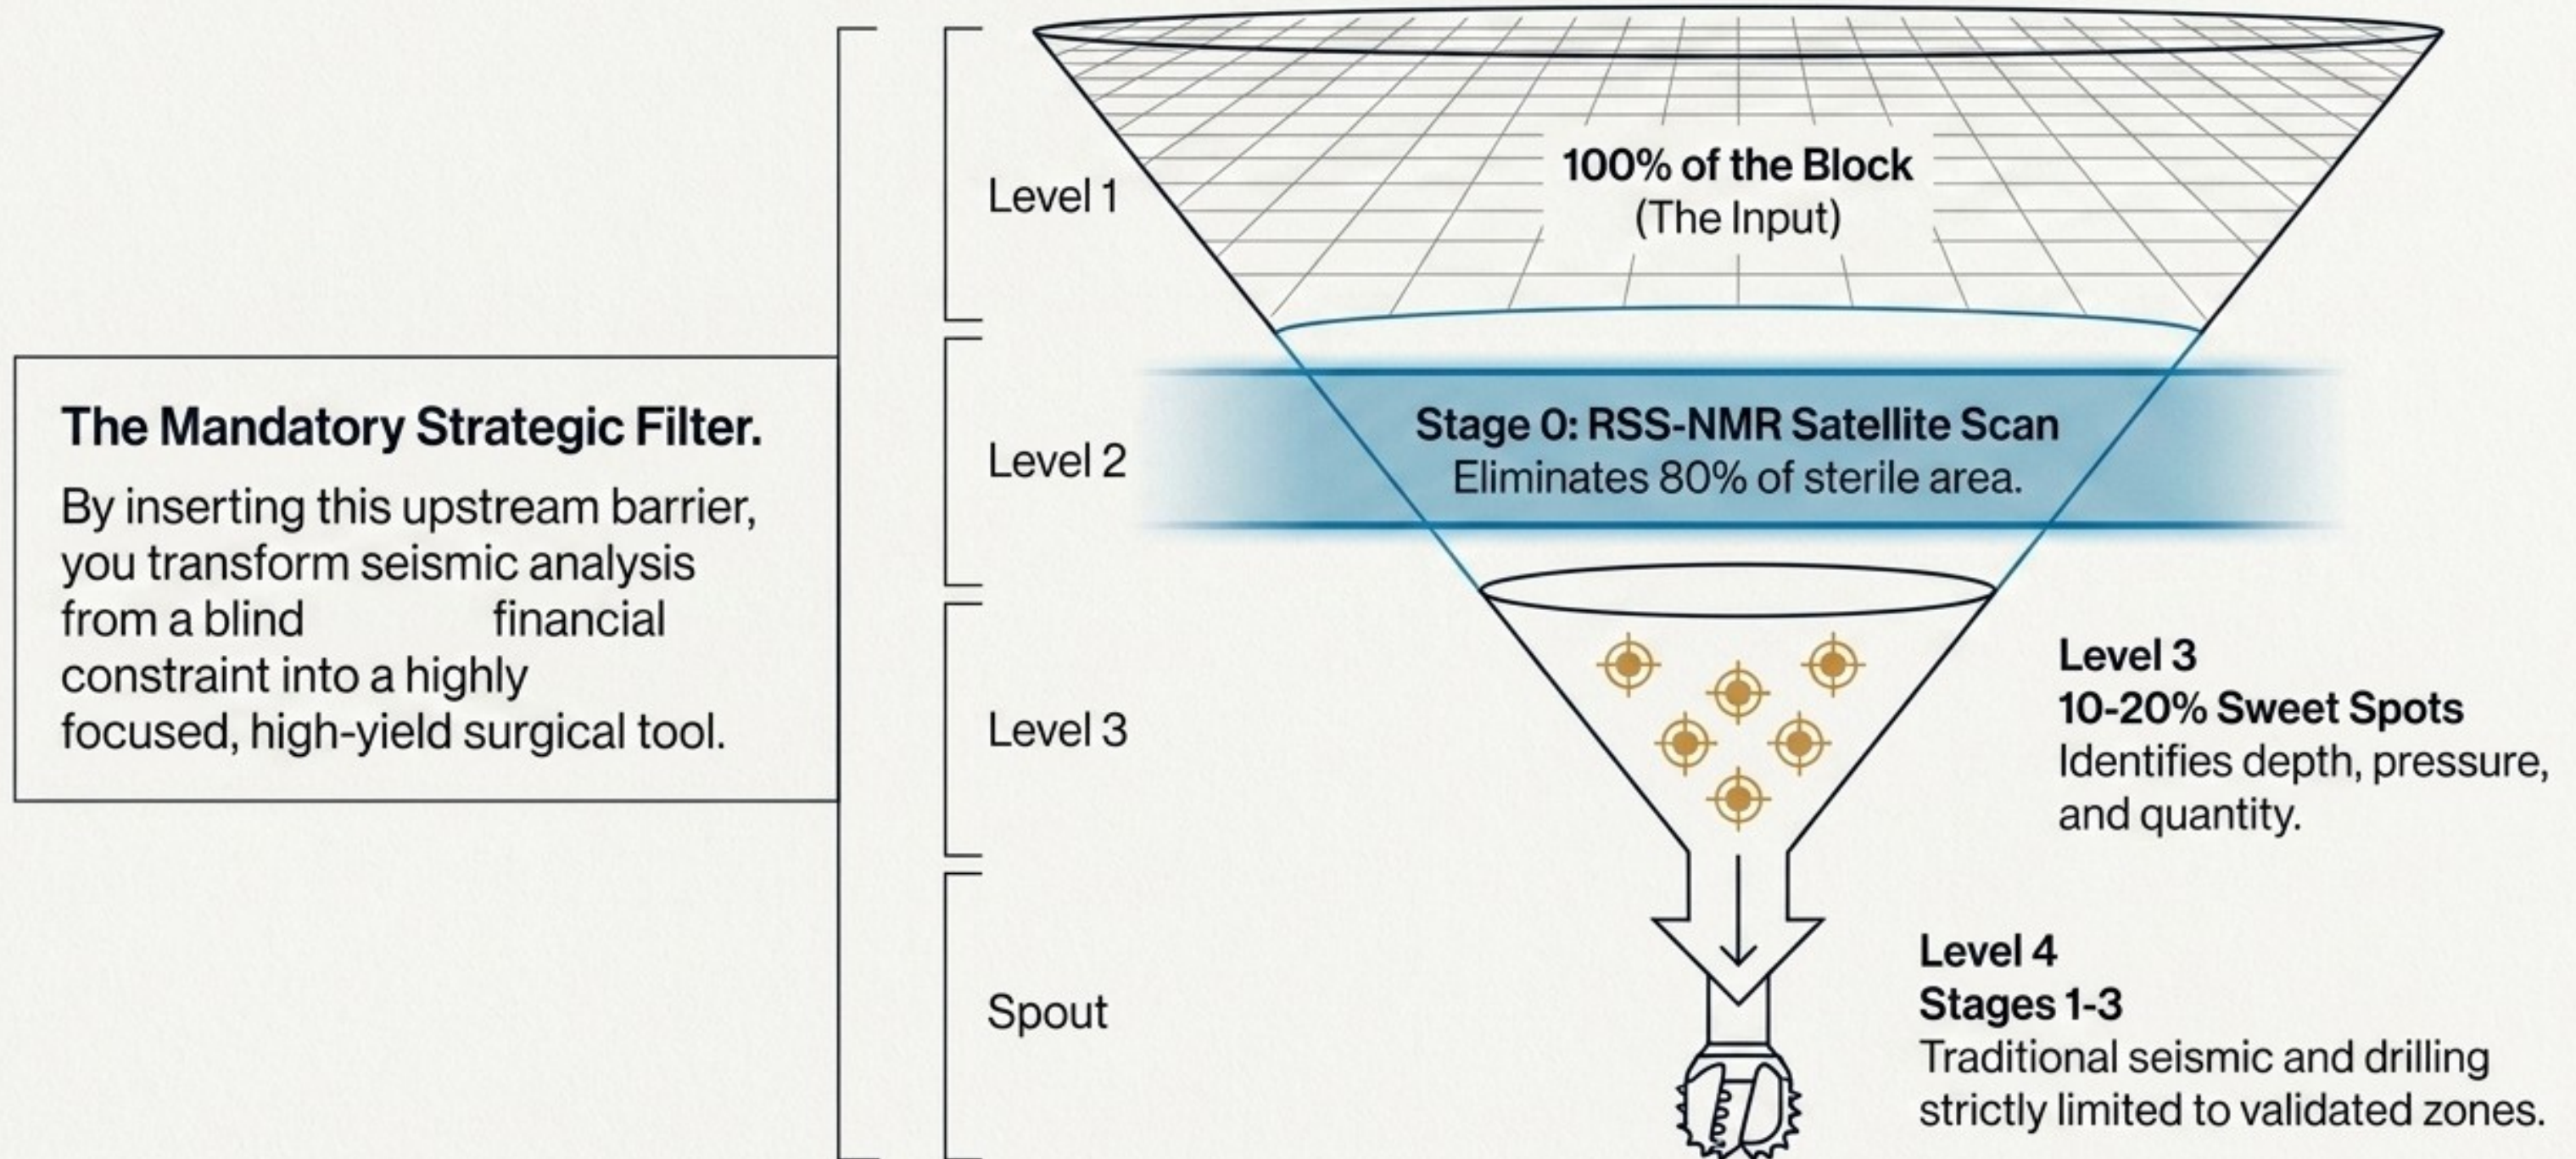 The Mandatory Strategic Filter.
By inserting this upstream barrier,
you transform seismic analysis
from a blind financial
constraint into a highly
focused, high-yield surgical tool.
Level 1
100% of the Block
(The Input)
Level 2
Stage 0: RSS-NMR Satellite Scan
Eliminates 80% of sterile area.
Level 3
Level 3
10-20% Sweet Spots
Identifies depth, pressure,
and quantity.
Spout
Level 4
Stages 1-3
Traditional seismic and drilling
strictly limited to validated zones.